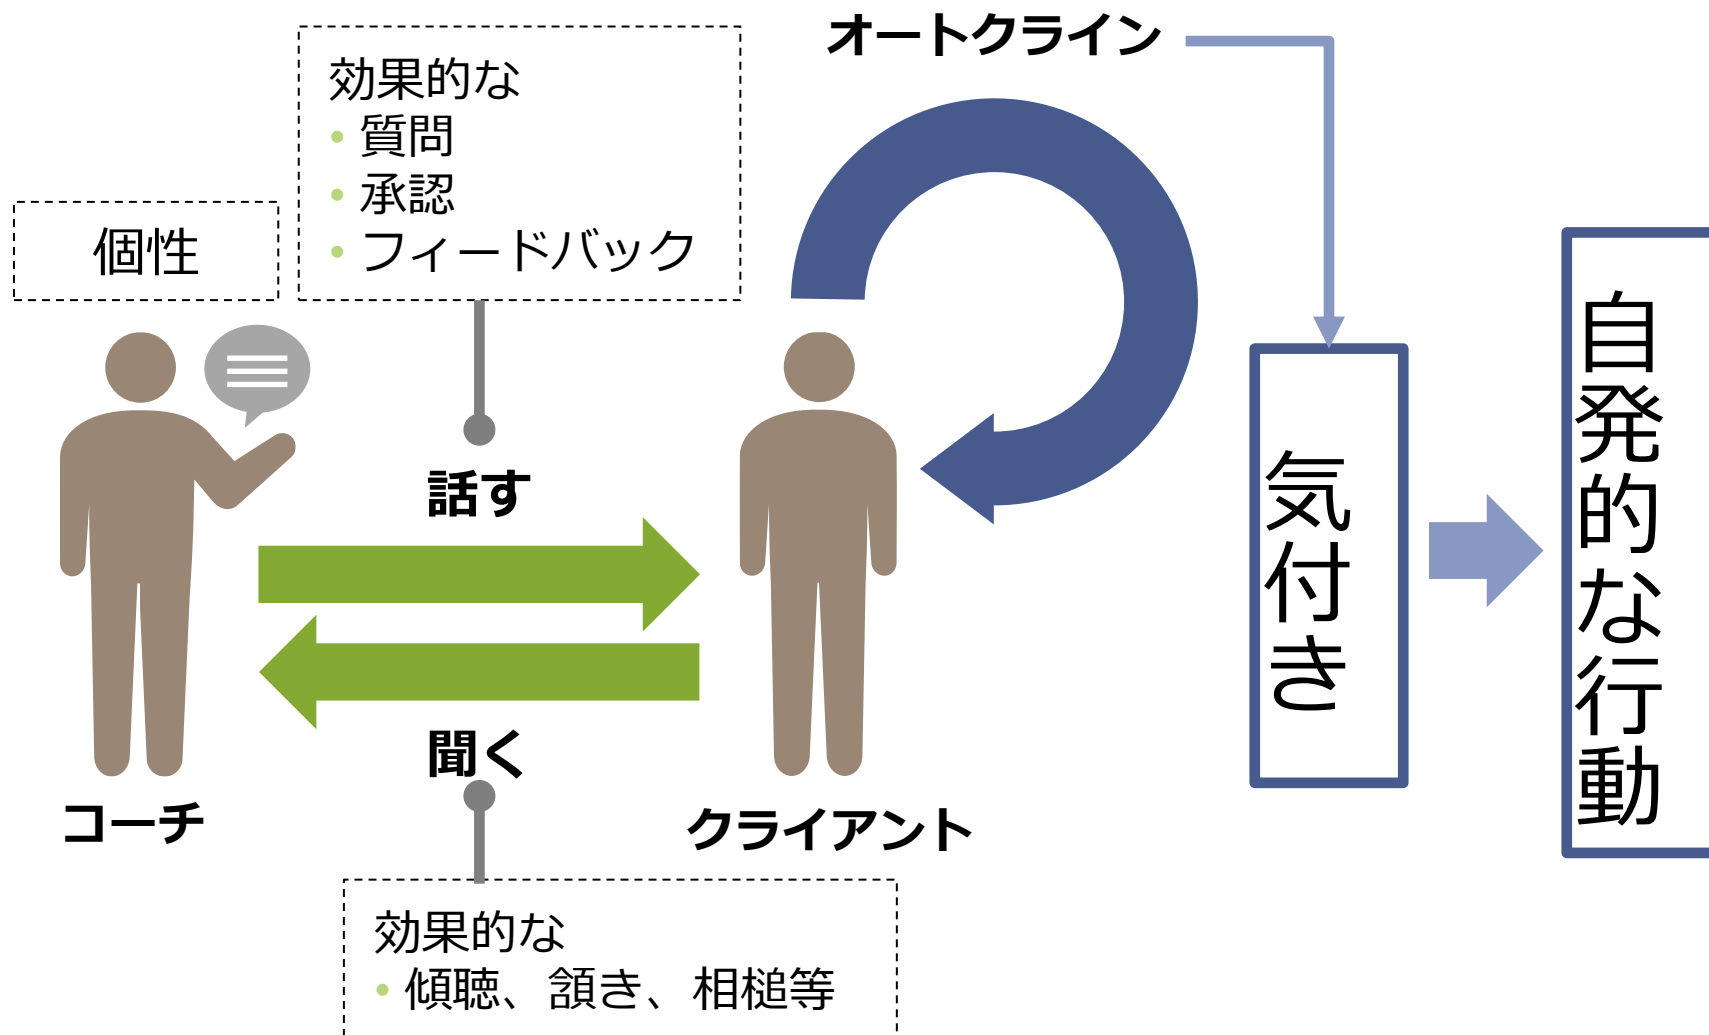 オートクライン
効果的な
• 質問
• 承認
• フィードバック
個性
話す
聞く
コーチ
クライアント
気付き
自発的な行動
効果的な
• 傾聴、頷き、相槌等